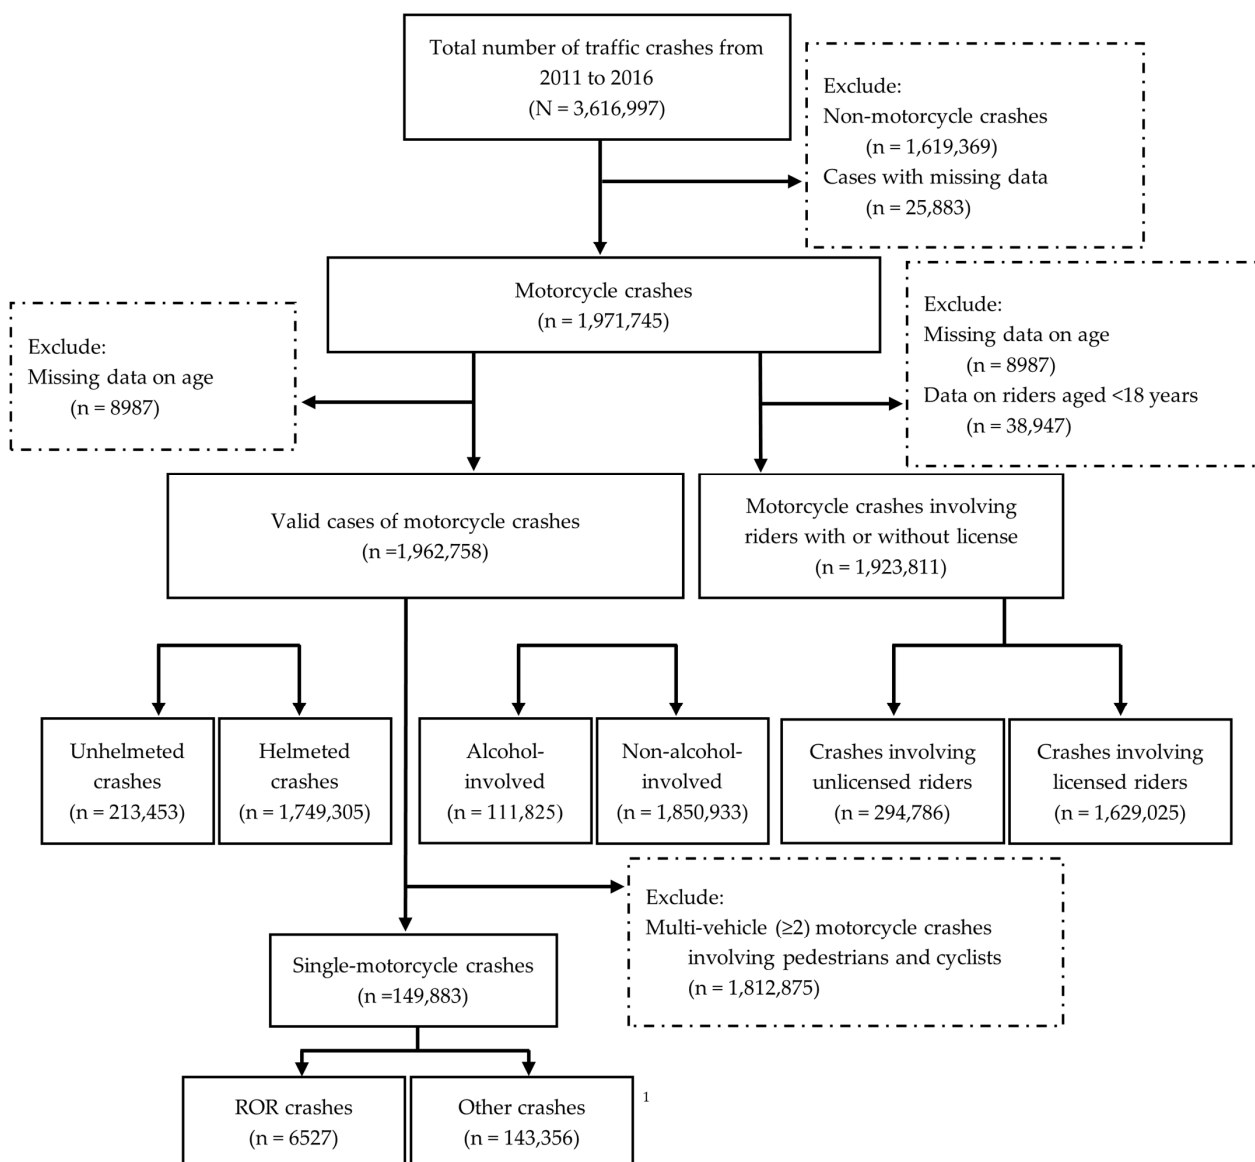 Total number of traffic crashes from
2011 to 2016
(N = 3,616,997)
Exclude:
Non-motorcycle crashes
(n = 1,619,369)
Cases with missing data
(n = 25,883)
Motorcycle crashes
(n = 1,971,745)
Exclude:
Missing data on age
(n = 8987)
Exclude:
Missing data on age
(n = 8987)
Data on riders aged <18 years
(n = 38,947)
Valid cases of motorcycle crashes
(n =1,962,758)
Motorcycle crashes involving
riders with or without license
(n = 1,923,811)
Unhelmeted
crashes
(n = 213,453)
Helmeted
crashes
(n = 1,749,305)
Alcohol-
involved
(n = 111,825)
Non-alcohol-
involved
(n = 1,850,933)
Crashes involving
unlicensed riders
(n = 294,786)
Crashes involving
licensed riders
(n = 1,629,025)
Exclude:
Multi-vehicle (≥2) motorcycle crashes
involving pedestrians and cyclists
(n = 1,812,875)
Single-motorcycle crashes
(n =149,883)
ROR crashes
(n = 6527)
Other crashes
(n = 143,356)
1